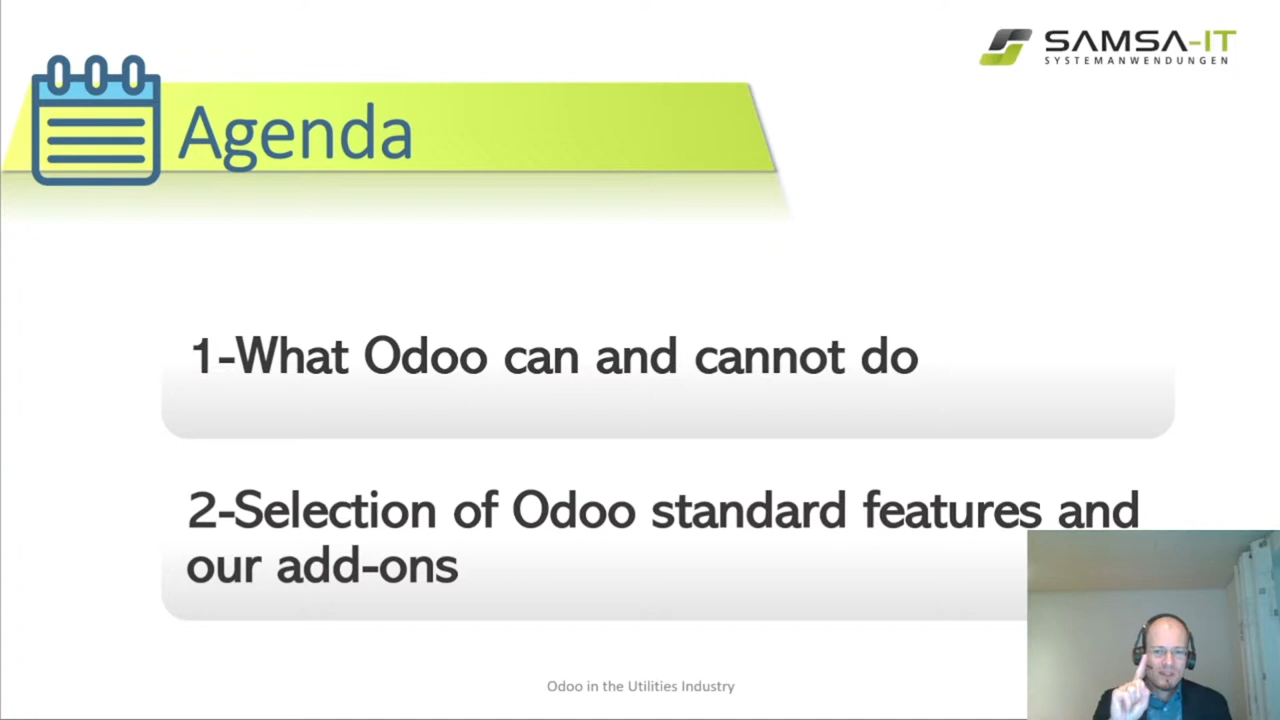 SAMSA-IT
SYSTEMANWENDUNGEN
Agenda
1-What Odoo can and cannot do
2-Selection of Odoo standard features and
our add-ons
Odoo in the Utilities Industry